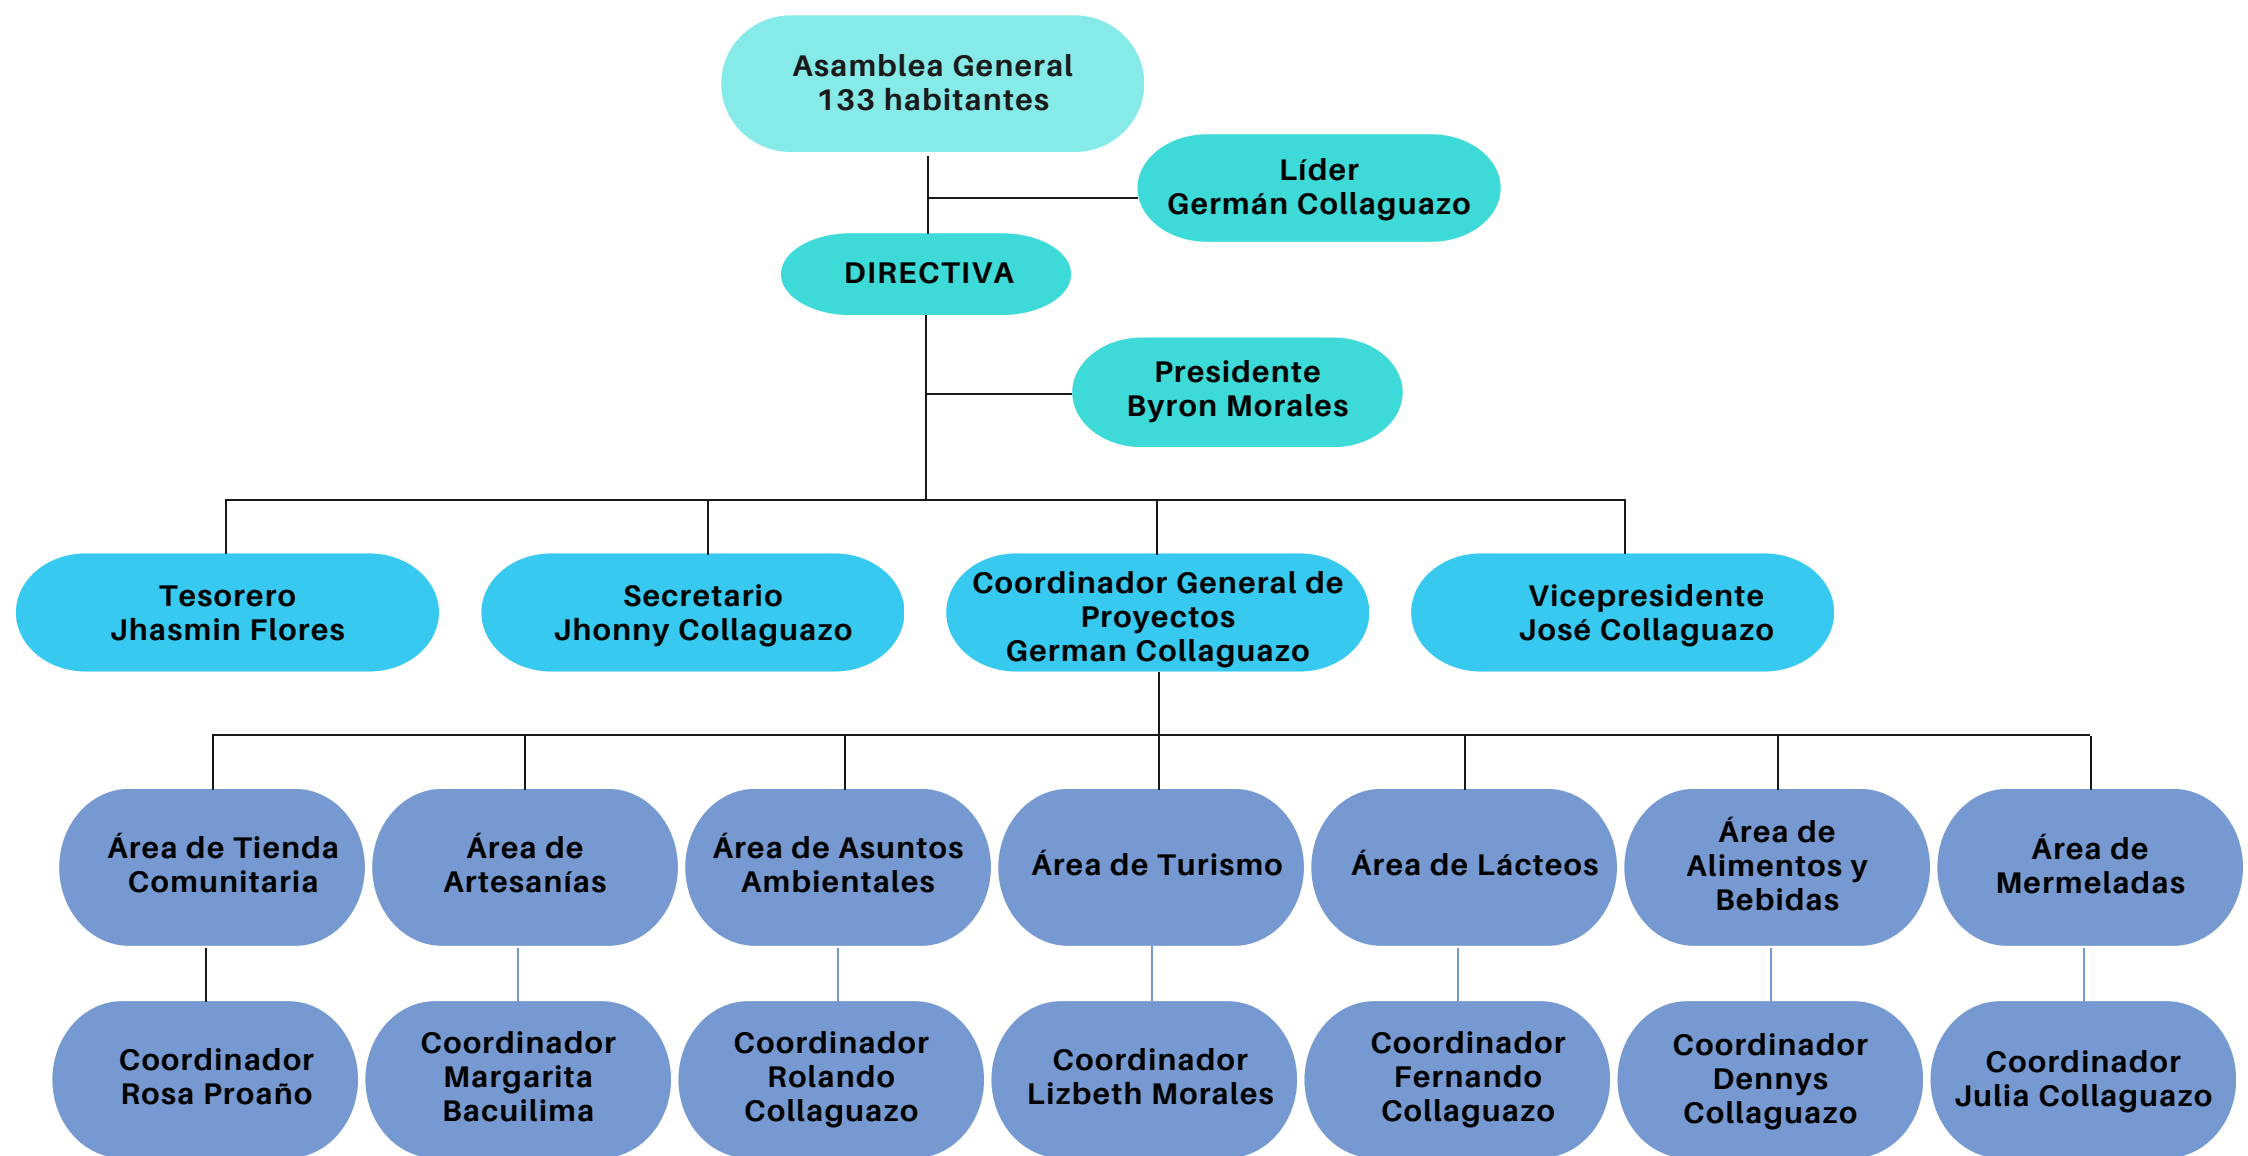 Asamblea General
133 habitantes
Líder
Germán Collaguazo
DIRECTIVA
Presidente
Byron Morales
Tesorero
Jhasmin Flores
Secretario
Jhonny Collaguazo
Coordinador General de
Proyectos
German Collaguazo
Vicepresidente
José Collaguazo
Área de Tienda
Comunitaria
Área de
Artesanías
Área de Asuntos
Ambientales
Área de Turismo
Área de Lácteos
Área de
Alimentos y
Bebidas
Área de
Mermeladas
Coordinador
Rosa Proaño
Coordinador
Margarita
Bacuilima
Coordinador
Rolando
Collaguazo
Coordinador
Lizbeth Morales
Coordinador
Fernando
Collaguazo
Coordinador
Dennys
Collaguazo
Coordinador
Julia Collaguazo